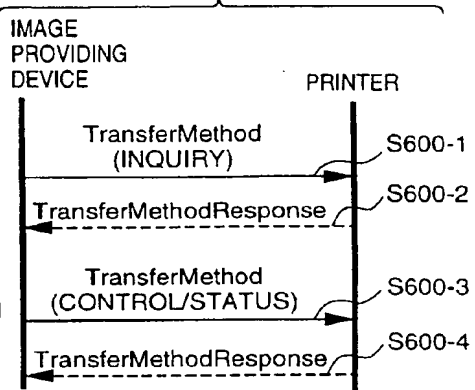 IMAGE
PROVIDING
DEVICE
PRINTER
TransferMethod
(INQUIRY)
S600-1
TransferMethodResponse
S600-2
TransferMethod
(CONTROL/STATUS)
S600-3
TransferMethodResponse
S600-4